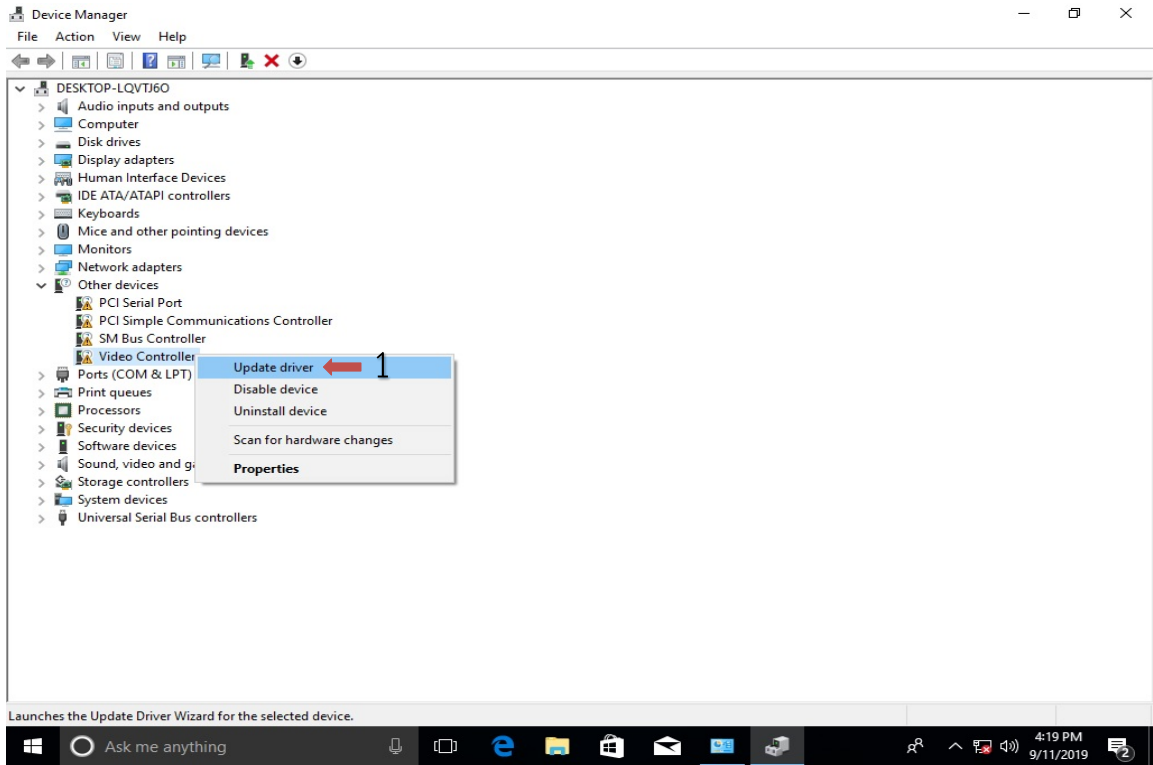 Device Manager
File Action View Help
DESKTOP-LQVTJ6O
Audio inputs and outputs
Computer
Disk drives
Display adapters
Human Interface Devices
IDE ATA/ATAPI controllers
Keyboards
Mice and other pointing devices
Monitors
Network adapters
Other devices
PCI Serial Port
PCI Simple Communications Controller
SM Bus Controller
Video Controller
Update driver 1
Ports (COM & LPT)
Disable device
Print queues
Processors
Uninstall device
Security devices
Scan for hardware changes
Software devices
Sound, video and ga
Properties
Storage controllers
System devices
Universal Serial Bus controllers
Launches the Update Driver Wizard for the selected device.
Ask me anything
4:19 PM
9/11/2019
2